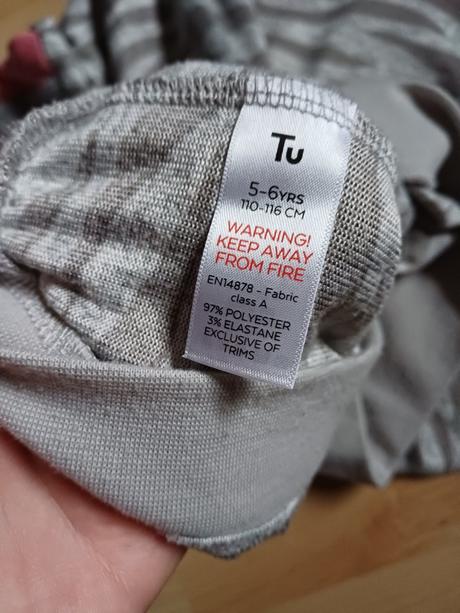 Tu
5-6YRS
110-116 CM
WARNING!
KEEP AWAY
FROM FIRE
EN14878 - Fabric
class A
97% POLYESTER
3% ELASTANE
EXCLUSIVE OF
TRIMS